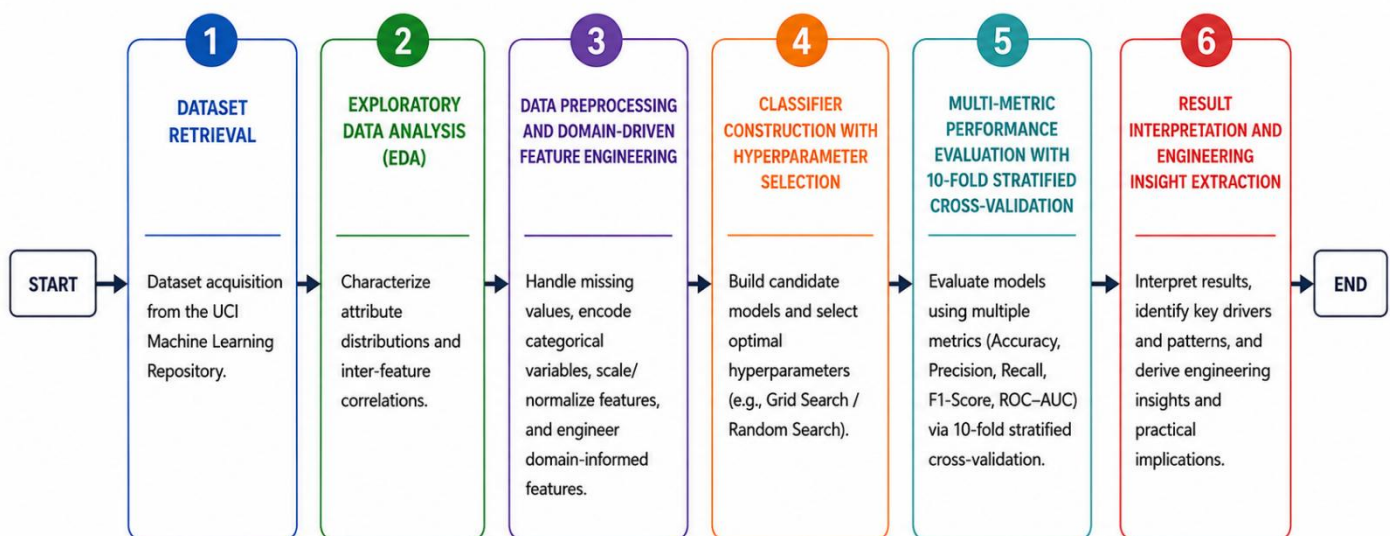 START
1
DATASET
RETRIEVAL
Dataset acquisition
from the UCI
Machine Learning
Repository.
2
EXPLORATORY
DATA ANALYSIS
(EDA)
Characterize
attribute
distributions and
inter-feature
correlations.
3
DATA PREPROCESSING
AND DOMAIN-DRIVEN
FEATURE ENGINEERING
Handle missing
values, encode
categorical
variables, scale/
normalize features,
and engineer
domain-informed
features.
4
CLASSIFIER
CONSTRUCTION WITH
HYPERPARAMETER
SELECTION
Build candidate
models and select
optimal
hyperparameters
(e.g., Grid Search /
Random Search).
5
MULTI-METRIC
PERFORMANCE
EVALUATION WITH
10-FOLD STRATIFIED
CROSS-VALIDATION
Evaluate models
using multiple
metrics (Accuracy,
Precision, Recall,
F1-Score, ROC–AUC)
via 10-fold stratified
cross-validation.
6
RESULT
INTERPRETATION AND
ENGINEERING
INSIGHT EXTRACTION
Interpret results,
identify key drivers
and patterns, and
derive engineering
insights and
practical
implications.
END